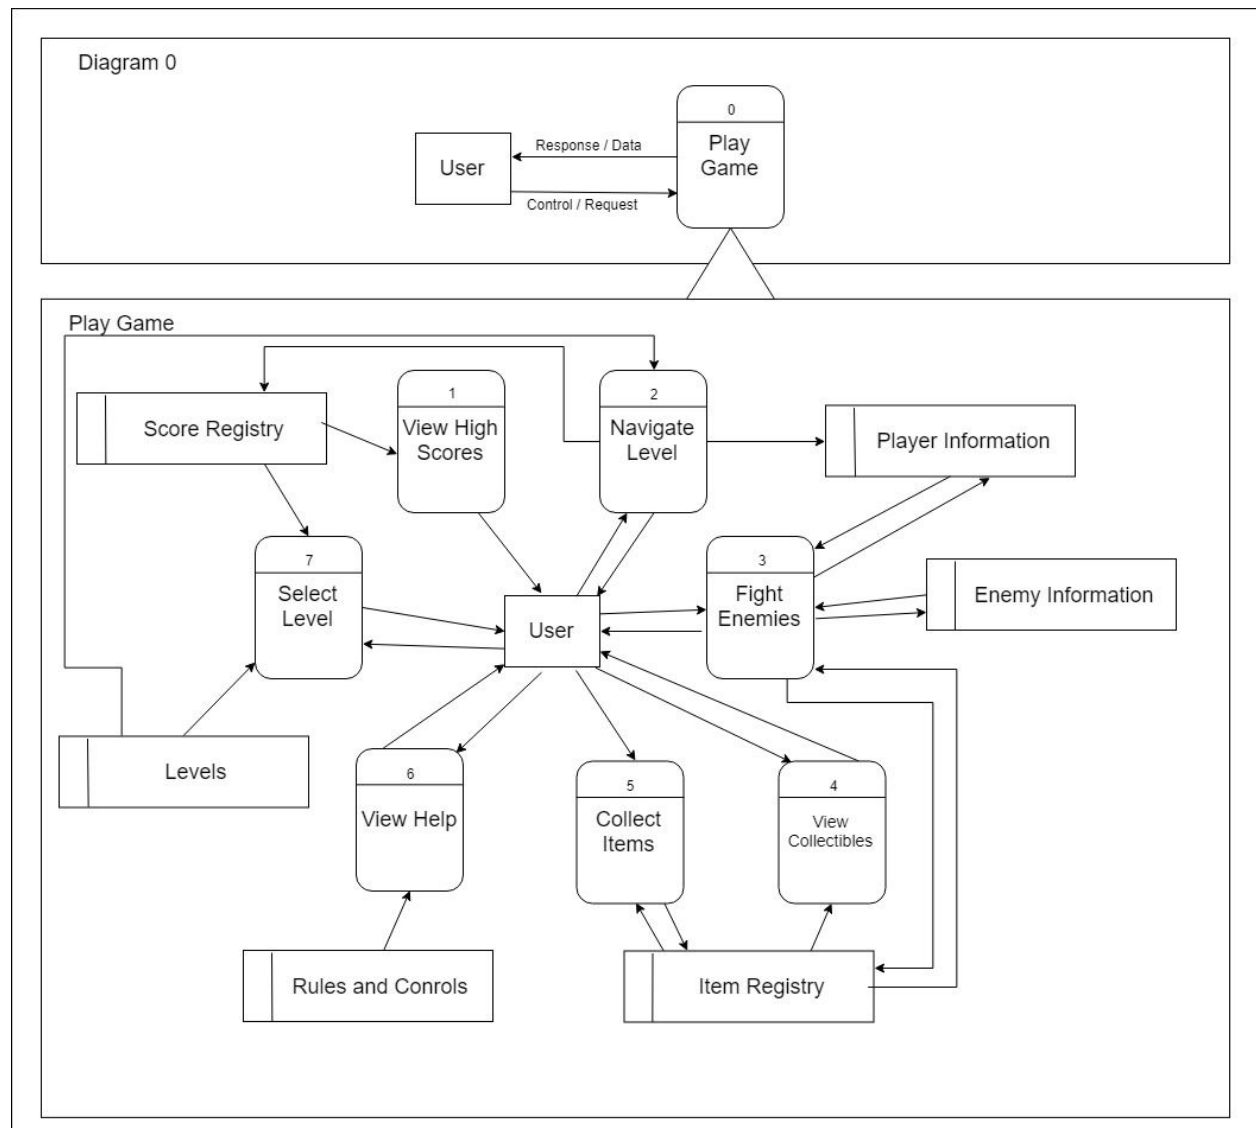 Diagram 0
0
Play
Game
User
Response / Data
Control / Request
Play Game
Score Registry
1
View High
Scores
2
Navigate
Level
Player Information
7
Select
Level
User
3
Fight
Enemies
Enemy Information
Levels
6
View Help
5
Collect
Items
4
View
Collectibles
Rules and Conrols
Item Registry